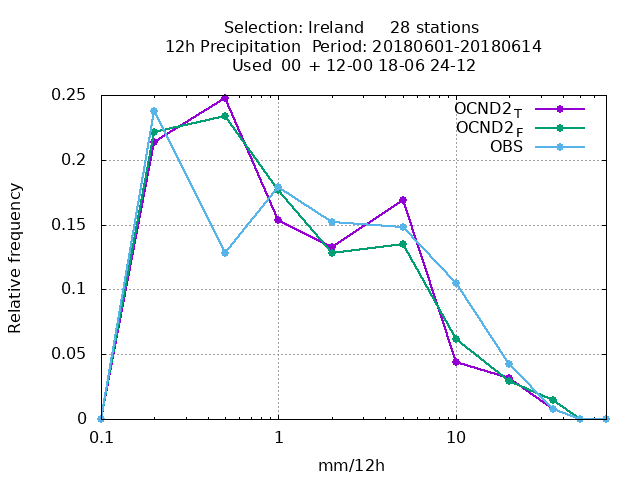 Selection: Ireland     28 stations
12h Precipitation  Period: 20180601-20180614
Used  00 + 12-00 18-06 24-12
OCND2T
OCND2F
OBS
0.25
0.2
0.15
0.1
0.05
0
Relative frequency
0.1 1 10
mm/12h